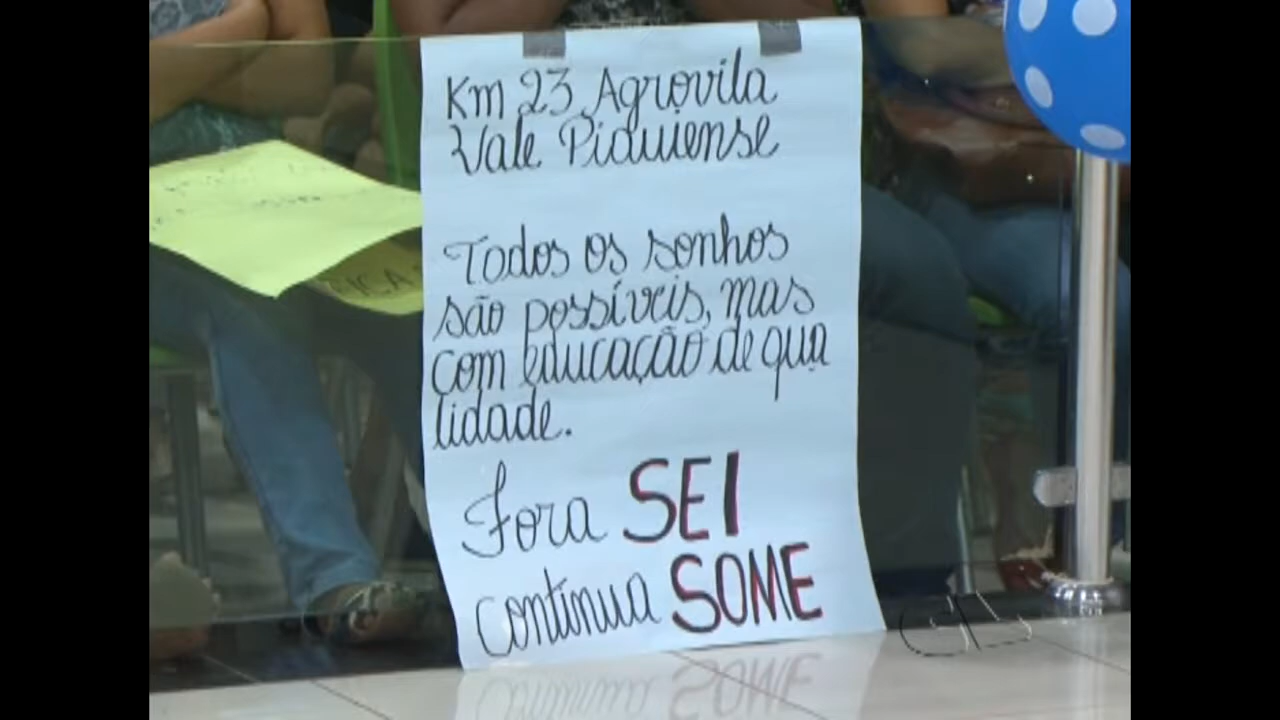 Km 23 Agrovila
Vale Piauiense
Todos os sonhos
são possíveis, mas
com educação de qua
lidade.
Fora SEI
continua SOME